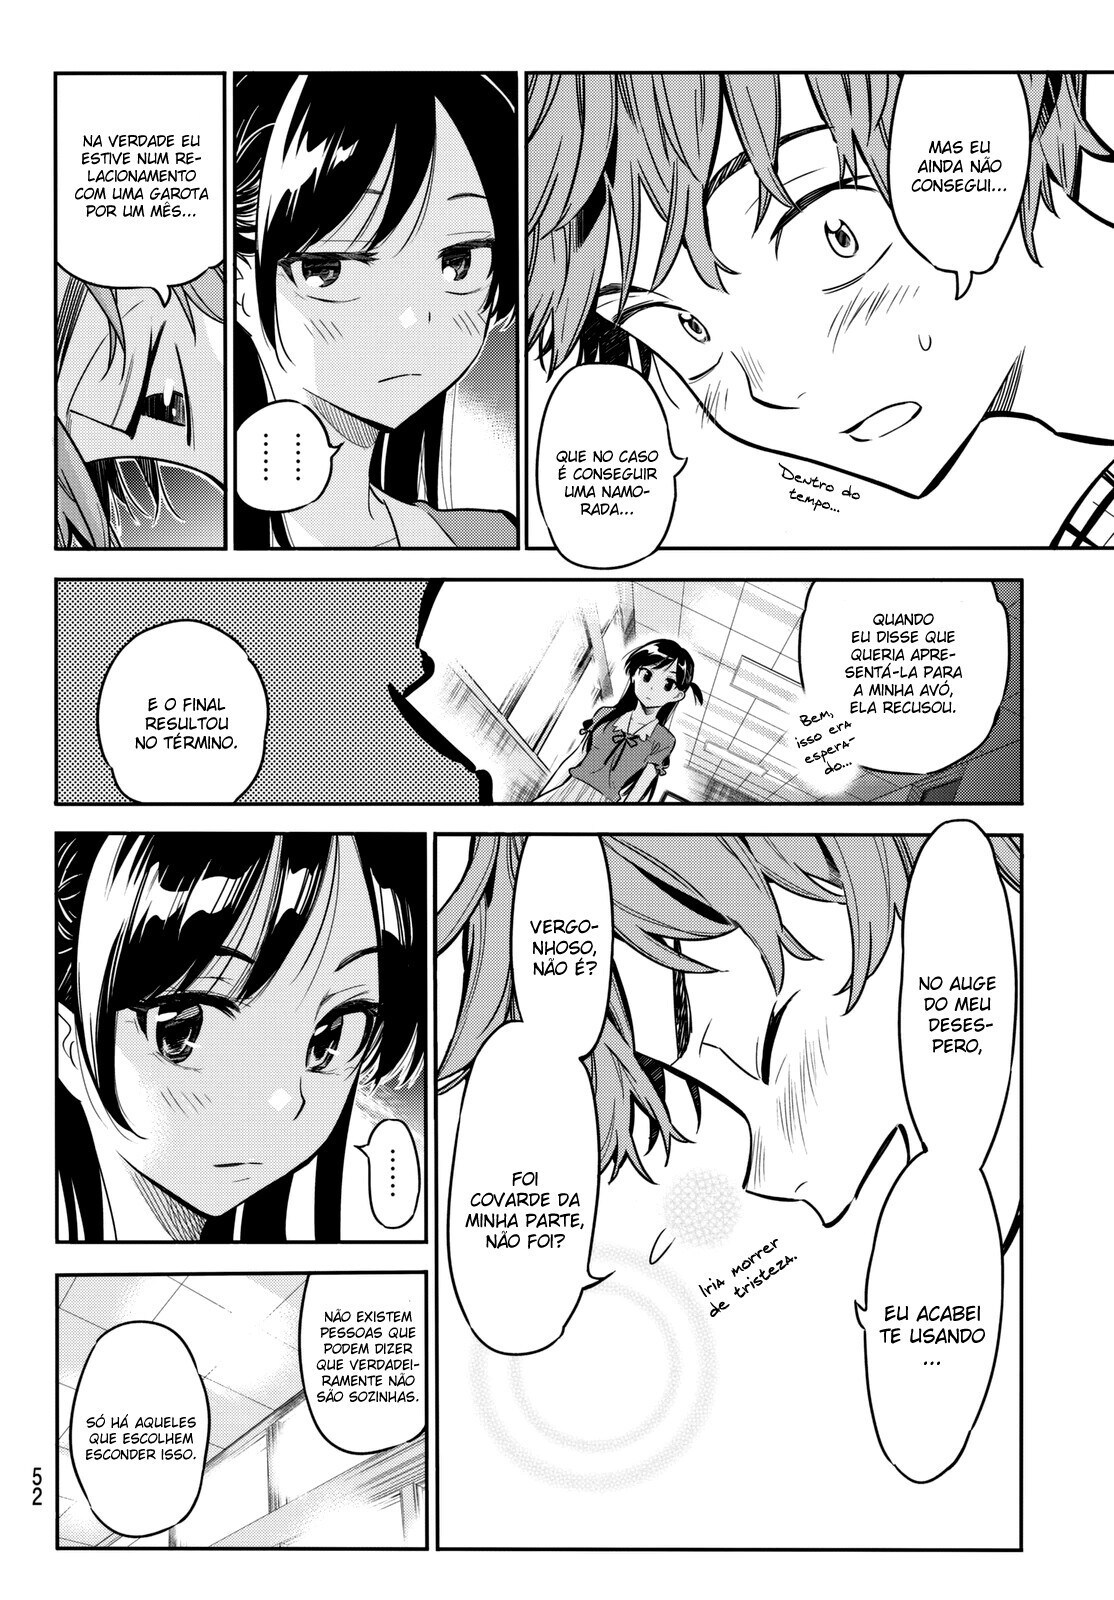 MAS EU
AINDA NÃO
CONSEGUI...
QUE NO CASO
É CONSEGUIR
UMA NAMO-
RADA...
Dentro do
tempo...
........
........
NA VERDADE EU
ESTIVE NUM RE-
LACIONAMENTO
COM UMA GAROTA
POR UM MÊS...
QUANDO
EU DISSE QUE
QUERIA APRE-
SENTÁ-LA PARA
A MINHA AVÓ,
ELA RECUSOU.
Bem,
isso era
espera-
do...
E O FINAL
RESULTOU
NO TÉRMINO.
NO AUGE
DO MEU
DESES-
PERO,
EU ACABEI
TE USANDO
...
Iria morrer
de tristeza.
VERGO-
NHOSO,
NÃO É?
FOI
COVARDE DA
MINHA PARTE,
NÃO FOI?
........
NÃO EXISTEM
PESSOAS QUE
PODEM DIZER
QUE VERDADEI-
RAMENTE NÃO
SÃO SOZINHAS.
SÓ HÁ AQUELES
QUE ESCOLHEM
ESCONDER ISSO.
52